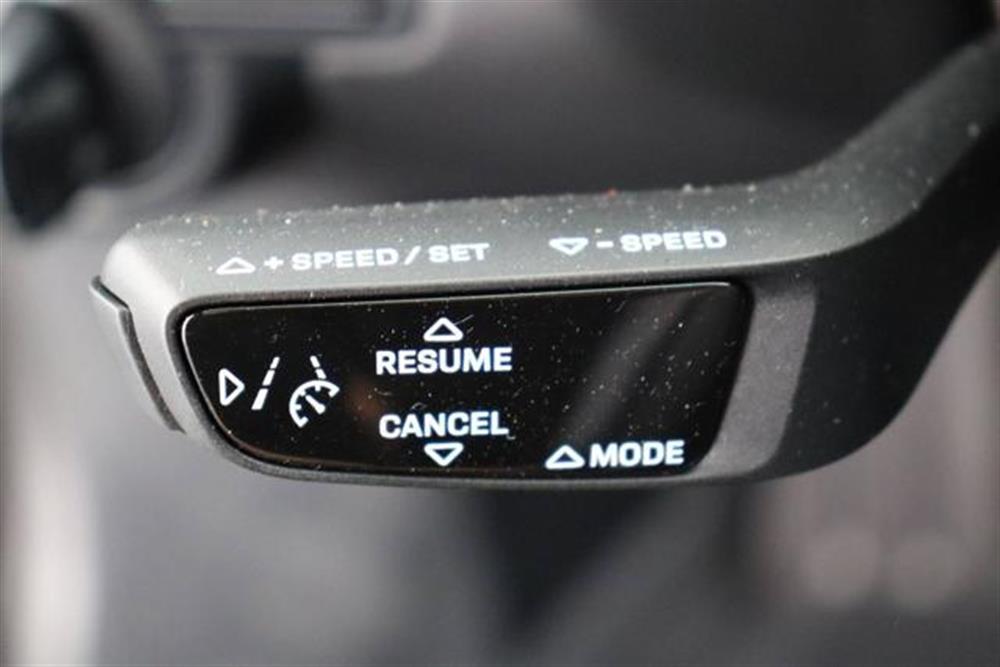 + SPEED / SET
- SPEED
RESUME
CANCEL
MODE